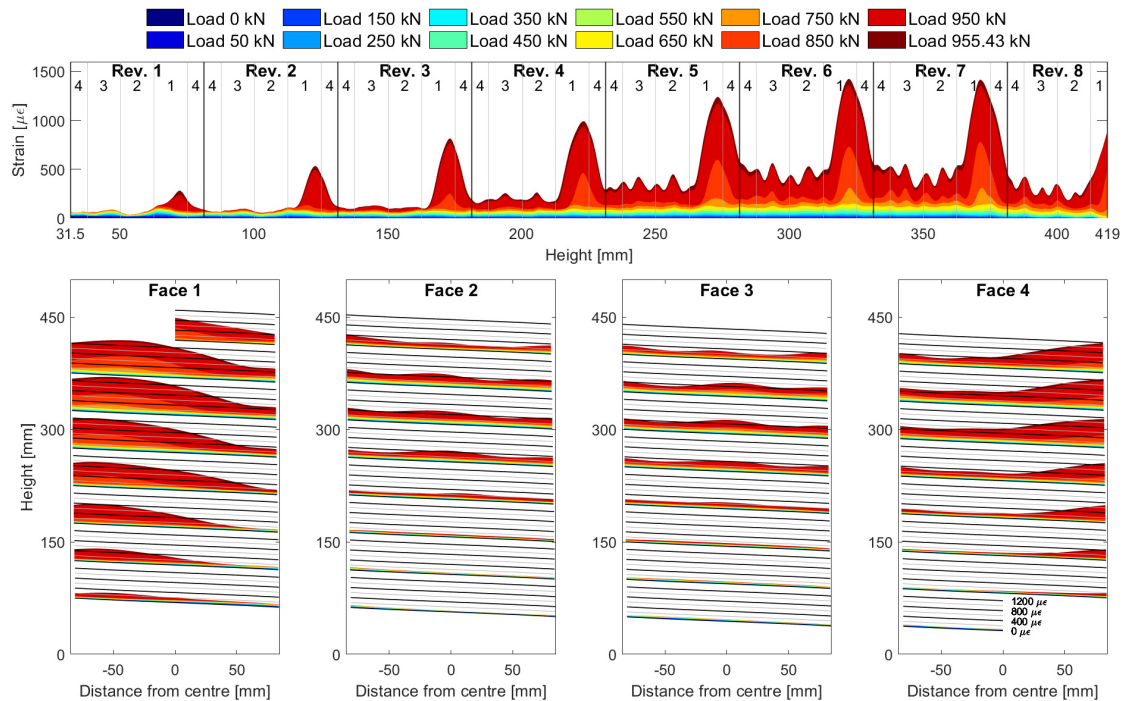 Load 0 kN Load 150 kN Load 350 kN Load 550 kN Load 750 kN Load 950 kN
Load 50 kN Load 250 kN Load 450 kN Load 650 kN Load 850 kN Load 955.43 kN
Rev. 1 Rev. 2 Rev. 3 Rev. 4 Rev. 5 Rev. 6 Rev. 7 Rev. 8
4 3 2 1 4 3 2 1 4 3 2 1 4 3 2 1 4 3 2 1 4 3 2 1 4 3 2 1 4 3 2 1
1500
1000
500
0
Strain [με]
31.5 50 100 150 200 250 300 350 400 419
Height [mm]
Face 1 Face 2 Face 3 Face 4
450 450 450 450
300 300 300 300
150 150 150 150
0 0 0 0
Height [mm]
1200 με
800 με
400 με
0 με
-50 0 50 -50 0 50 -50 0 50 -50 0 50
Distance from centre [mm] Distance from centre [mm] Distance from centre [mm] Distance from centre [mm]